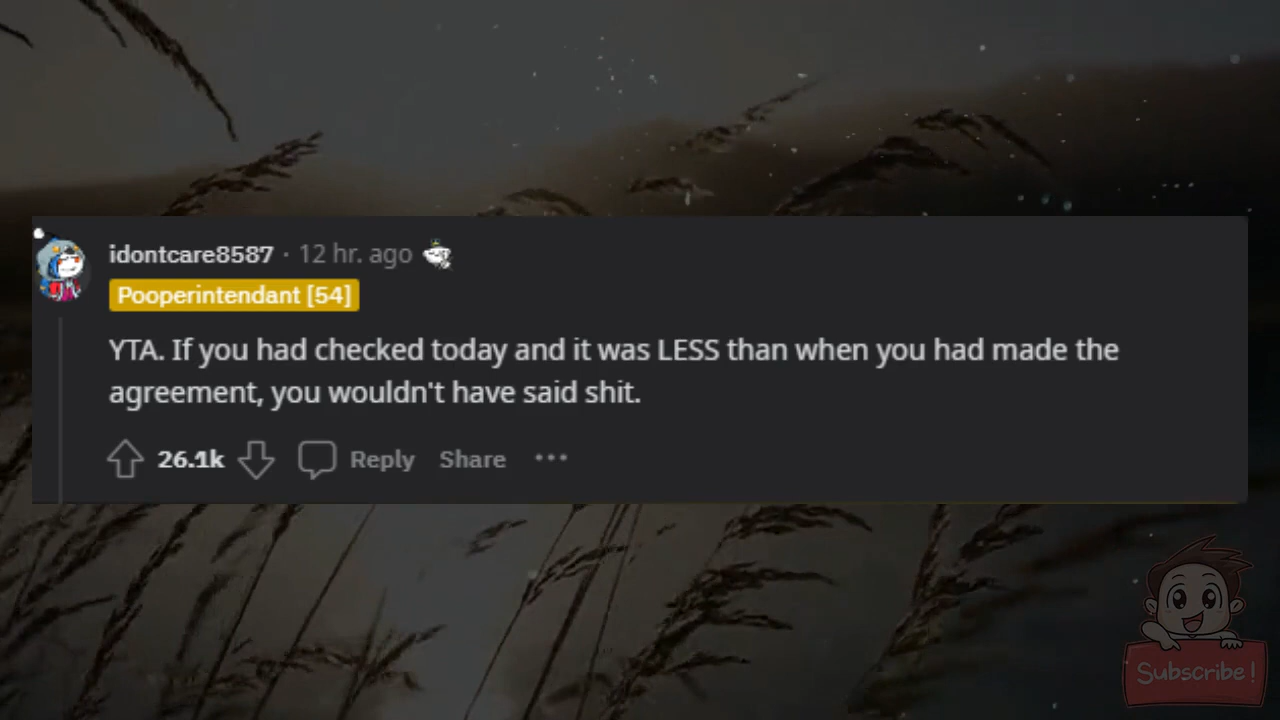 idontcare8587 · 12 hr. ago
Pooperintendant [54]
YTA. If you had checked today and it was LESS than when you had made the
agreement, you wouldn't have said shit.
26.1k Reply Share ···
Subscribe!